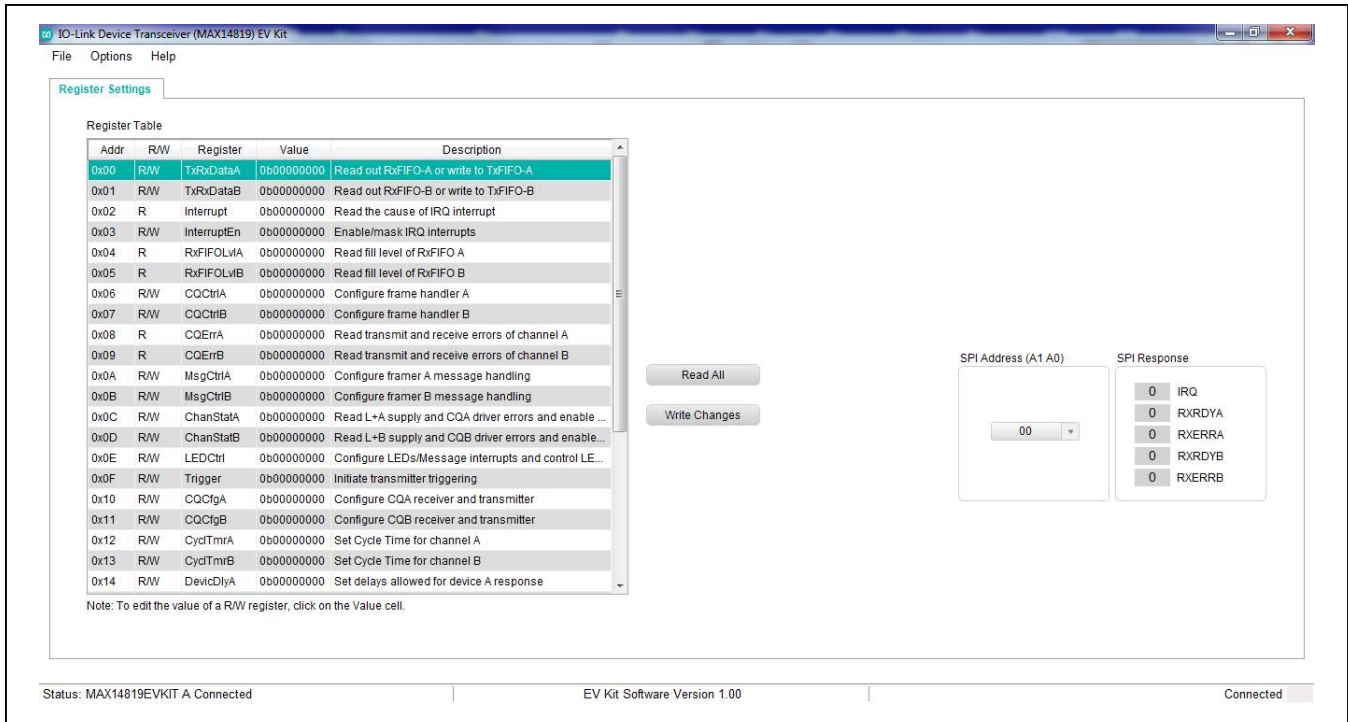 IO-Link Device Transceiver (MAX14819) EV Kit
File Options Help
Register Settings
Register Table
Addr R/W Register Value Description
0x00 R/W TxRxDataA 0b00000000 Read out RxFIFO-A or write to TxFIFO-A
0x01 R/W TxRxDataB 0b00000000 Read out RxFIFO-B or write to TxFIFO-B
0x02 R Interrupt 0b00000000 Read the cause of IRQ interrupt
0x03 R/W InterruptEn 0b00000000 Enable/mask IRQ interrupts
0x04 R RxFIFOLvlA 0b00000000 Read fill level of RxFIFO A
0x05 R RxFIFOLvlB 0b00000000 Read fill level of RxFIFO B
0x06 R/W CQCtrlA 0b00000000 Configure frame handler A
0x07 R/W CQCtrlB 0b00000000 Configure frame handler B
0x08 R CQErrA 0b00000000 Read transmit and receive errors of channel A
0x09 R CQErrB 0b00000000 Read transmit and receive errors of channel B
0x0A R/W MsgCtrlA 0b00000000 Configure framer A message handling
0x0B R/W MsgCtrlB 0b00000000 Configure framer B message handling
0x0C R/W ChanStatA 0b00000000 Read L+A supply and CQA driver errors and enable ...
0x0D R/W ChanStatB 0b00000000 Read L+B supply and CQB driver errors and enable...
0x0E R/W LEDCtrl 0b00000000 Configure LEDs/Message interrupts and control LE...
0x0F R/W Trigger 0b00000000 Initiate transmitter triggering
0x10 R/W CQCfgA 0b00000000 Configure CQA receiver and transmitter
0x11 R/W CQCfgB 0b00000000 Configure CQB receiver and transmitter
0x12 R/W CyclTmrA 0b00000000 Set Cycle Time for channel A
0x13 R/W CyclTmrB 0b00000000 Set Cycle Time for channel B
0x14 R/W DevicDlyA 0b00000000 Set delays allowed for device A response
Note: To edit the value of a R/W register, click on the Value cell.
Read All
Write Changes
SPI Address (A1 A0)
00
SPI Response
0 IRQ
0 RXRDYA
0 RXERRA
0 RXRDYB
0 RXERRB
Status: MAX14819EVKIT A Connected EV Kit Software Version 1.00 Connected